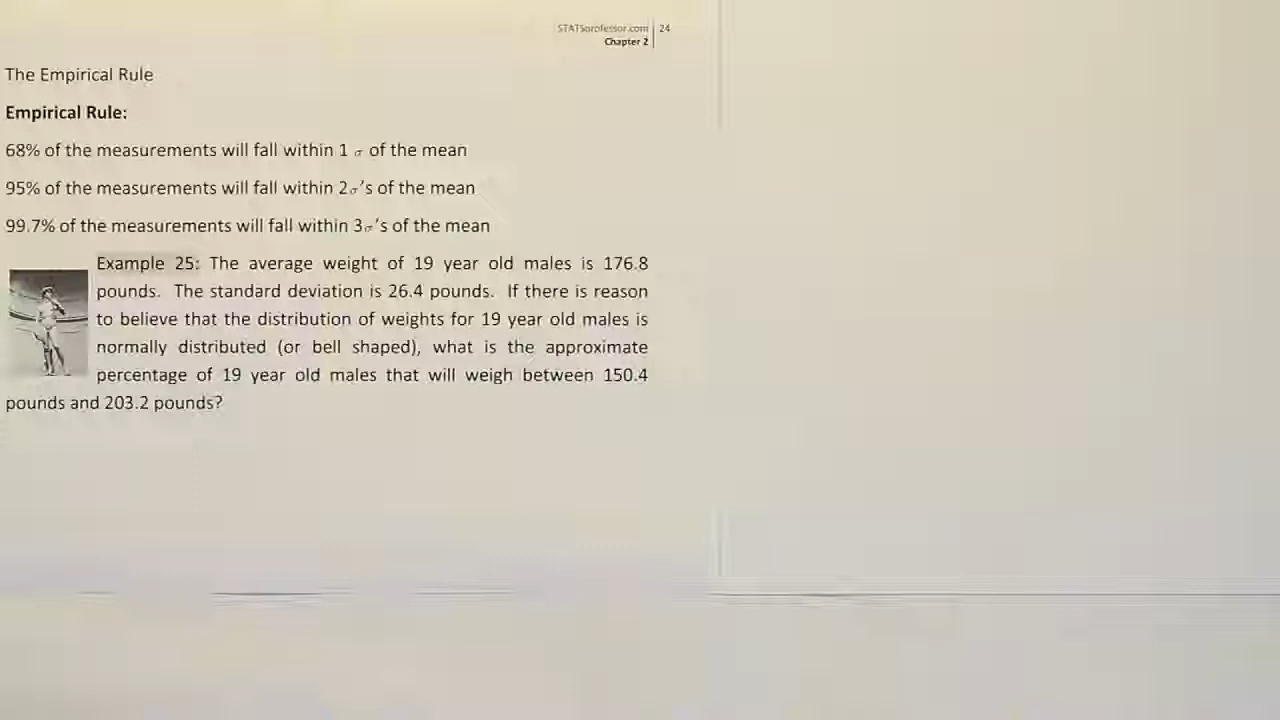 STATSprofessor.com 24
Chapter 2
The Empirical Rule
Empirical Rule:
68% of the measurements will fall within 1 σ of the mean
95% of the measurements will fall within 2σ's of the mean
99.7% of the measurements will fall within 3σ's of the mean
Example 25: The average weight of 19 year old males is 176.8
pounds. The standard deviation is 26.4 pounds. If there is reason
to believe that the distribution of weights for 19 year old males is
normally distributed (or bell shaped), what is the approximate
percentage of 19 year old males that will weigh between 150.4
pounds and 203.2 pounds?